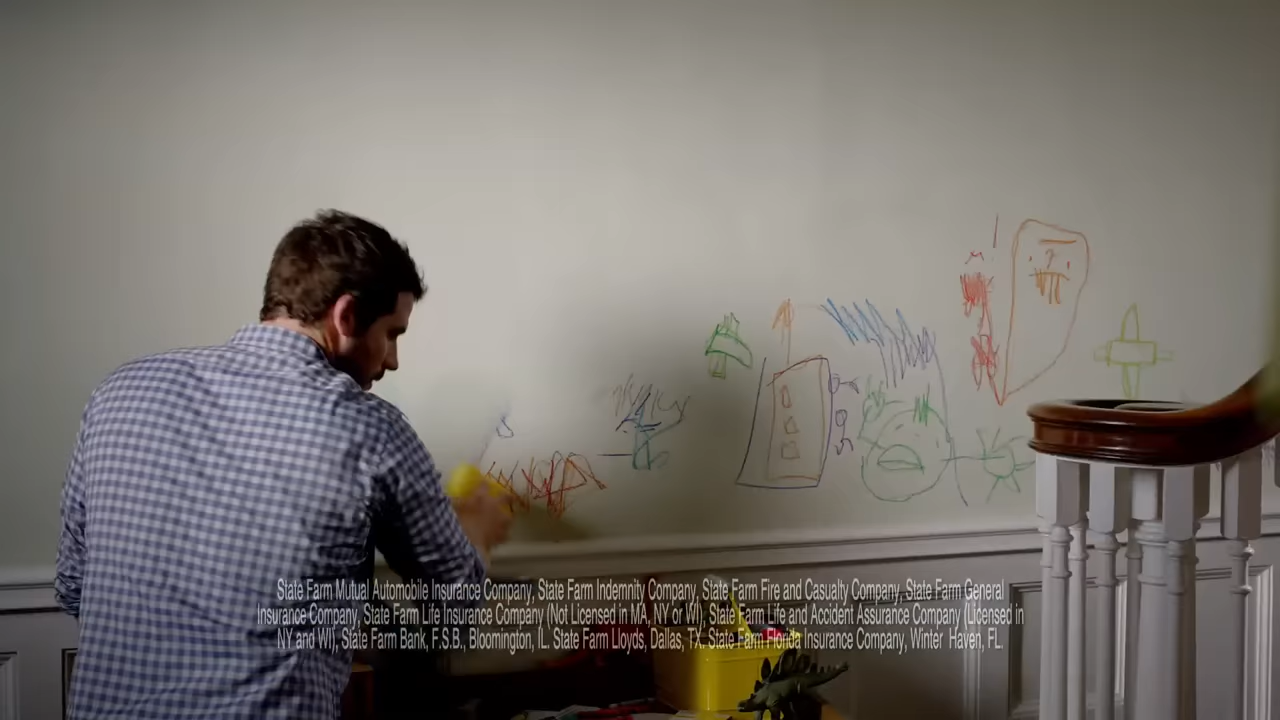 State Farm Mutual Automobile Insurance Company, State Farm Indemnity Company, State Farm Fire and Casualty Company, State Farm General
Insurance Company, State Farm Life Insurance Company (Not Licensed in MA, NY or WI), State Farm Life and Accident Assurance Company (Licensed in
NY and WI), State Farm Bank, F.S.B., Bloomington, IL. State Farm Lloyds, Dallas, TX. State Farm Florida Insurance Company, Winter Haven, FL.